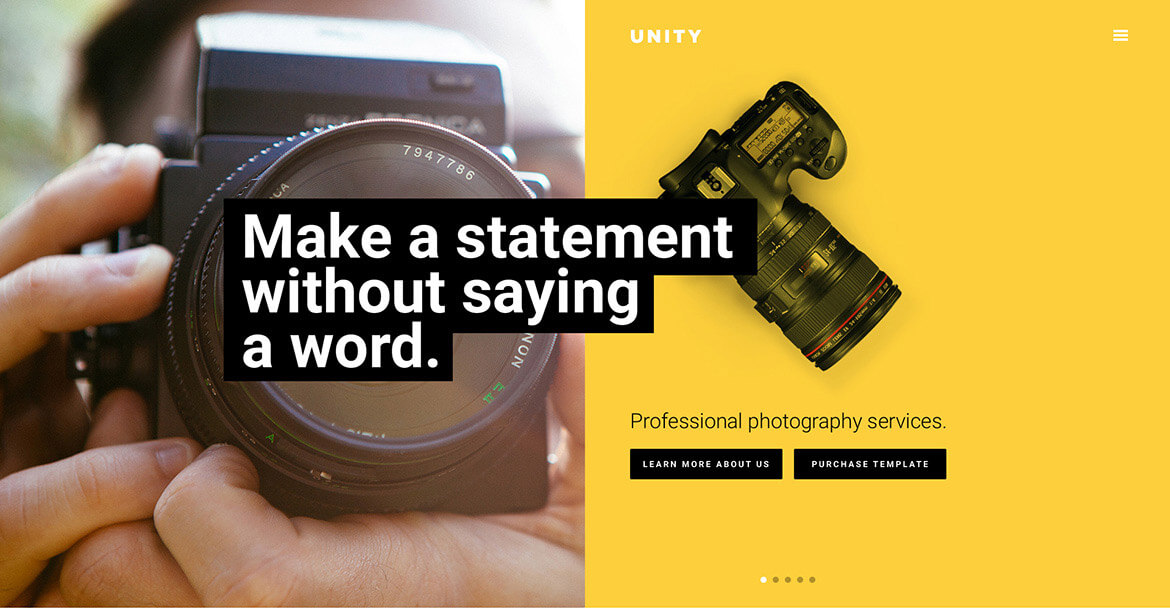 UNITY
7947786
Make a statement
without saying
a word.
Professional photography services.
LEARN MORE ABOUT US
PURCHASE TEMPLATE